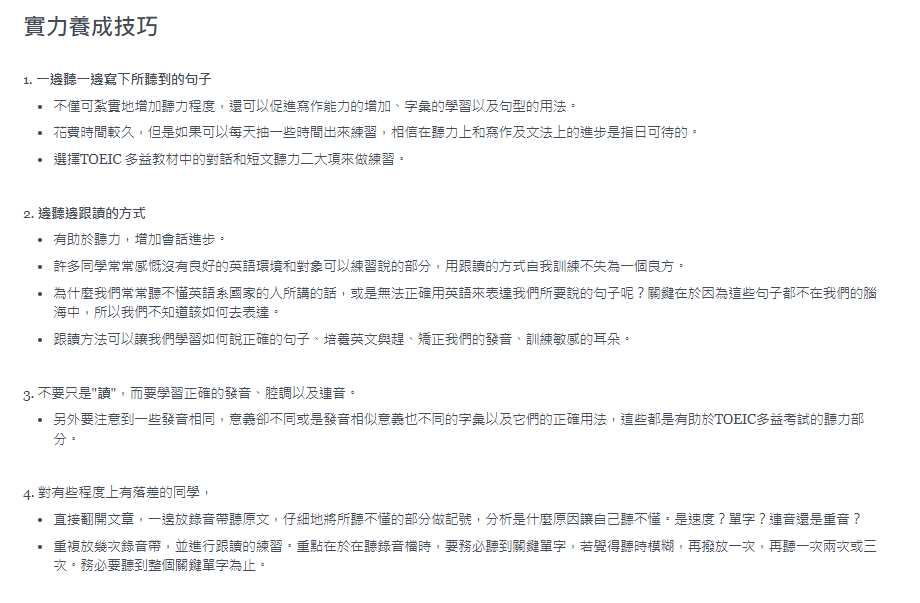 實力養成技巧
1. 一邊聽一邊寫下所聽到的句子
• 不僅可紮實地增加聽力程度，還可以促進寫作能力的增加、字彙的學習以及句型的用法。
• 花費時間較久，但是如果可以每天抽一些時間出來練習，相信在聽力上和寫作及文法上的進步是指日可待的。
• 選擇TOEIC 多益教材中的對話和短文聽力二大項來做練習。
2. 邊聽邊跟讀的方式
• 有助於聽力，增加會話進步。
• 許多同學常常感慨沒有良好的英語環境和對象可以練習說的部分，用跟讀的方式自我訓練不失為一個良方。
• 為什麼我們常常聽不懂英語系國家的人所講的話，或是無法正確用英語來表達我們所要說的句子呢？關鍵在於因為這些句子都不在我們的腦
海中，所以我們不知道該如何去表達。
• 跟讀方法可以讓我們學習如何說正確的句子、培養英文與趕、矯正我們的發音、訓練敏感的耳朵。
3. 不要只是"讀"，而要學習正確的發音、腔調以及連音。
• 另外要注意到一些發音相同，意義卻不同或是發音相似意義也不同的字彙以及它們的正確用法，這些都是有助於TOEIC多益考試的聽力部
分。
4. 對有些程度上有落差的同學，
• 直接翻開文章，一邊放錄音帶聽原文，仔細地將所聽不懂的部分做記號，分析是什麼原因讓自己聽不懂。是速度？單字？連音還是重音？
• 重複放幾次錄音帶，並進行跟讀的練習。重點在於在聽錄音檔時，要務必聽到關鍵單字，若覺得聽時模糊，再撥放一次，再聽一次兩次或三
次。務必要聽到整個關鍵單字為止。